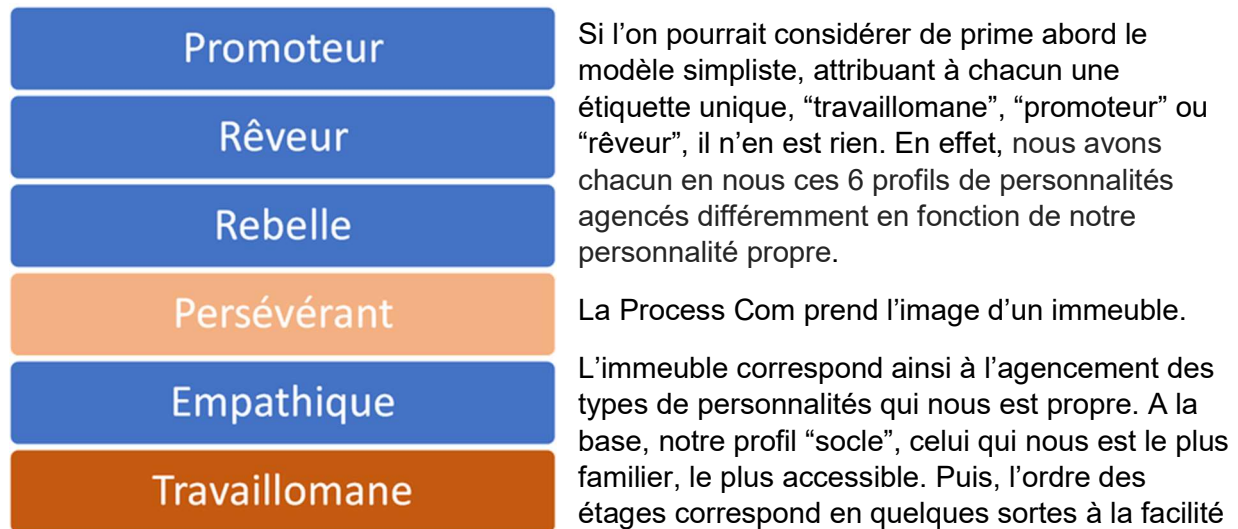 Promoteur
Rêveur
Rebelle
Persévérant
Empathique
Travaillomane
Si l’on pourrait considérer de prime abord le
modèle simpliste, attribuant à chacun une
étiquette unique, “travaillomane”, “promoteur” ou
“rêveur”, il n’en est rien. En effet, nous avons
chacun en nous ces 6 profils de personnalités
agencés différemment en fonction de notre
personnalité propre.
La Process Com prend l’image d’un immeuble.
L’immeuble correspond ainsi à l’agencement des
types de personnalités qui nous est propre. A la
base, notre profil “socle”, celui qui nous est le plus
familier, le plus accessible. Puis, l’ordre des
étages correspond en quelques sortes à la facilité